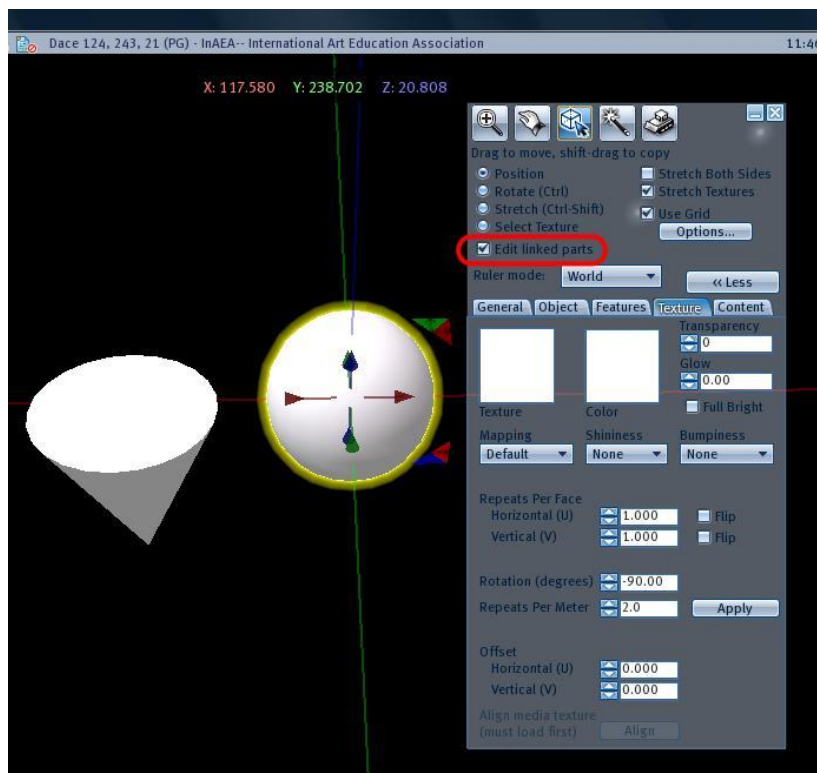 Dace 124, 243, 21 (PG) - InAEA-- International Art Education Association
X: 117.580 Y: 238.702 Z: 20.808
Drag to move, shift-drag to copy
Position
Stretch Both Sides
Rotate (Ctrl)
Stretch Textures
Stretch (Ctrl-Shift)
Use Grid
Select Texture
Options...
Edit linked parts
Ruler mode: World
<< Less
General Object Features Texture Content
Transparency
0
Glow
0.00
Full Bright
Texture Color
Mapping Shininess Bumpiness
Default None None
Repeats Per Face
Horizontal (U) 1.000 Flip
Vertical (V) 1.000 Flip
Rotation (degrees) -90.00
Repeats Per Meter 2.0 Apply
Offset
Horizontal (U) 0.000
Vertical (V) 0.000
Align media texture
(must load first) Align